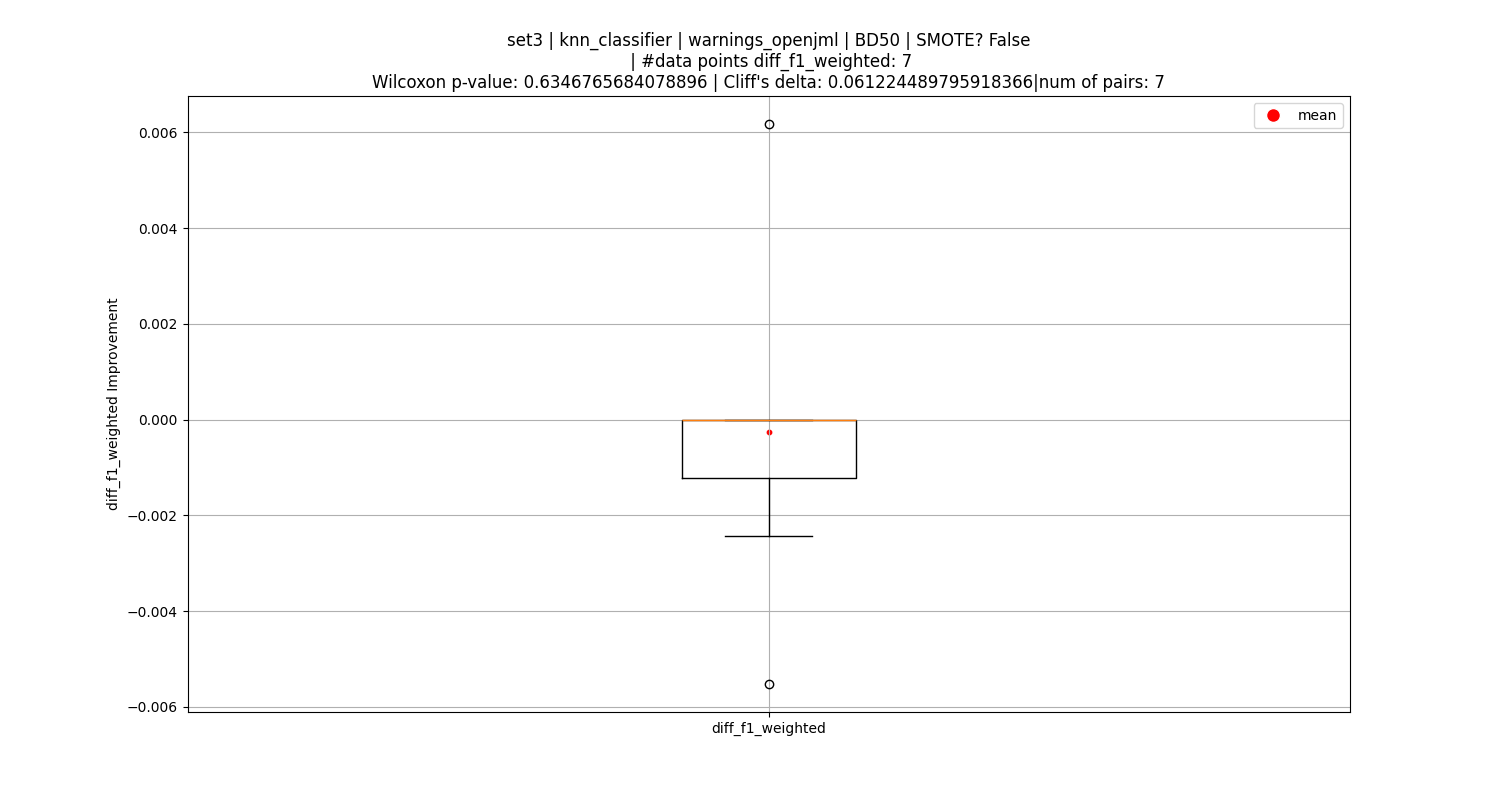 set3 | knn_classifier | warnings_openjml | BD50 | SMOTE? False
| #data points diff_f1_weighted: 7
Wilcoxon p-value: 0.6346765684078896 | Cliff's delta: 0.061224489795918366|num of pairs: 7
mean
0.006
0.004
0.002
0.000
−0.002
−0.004
−0.006
diff_f1_weighted Improvement
diff_f1_weighted